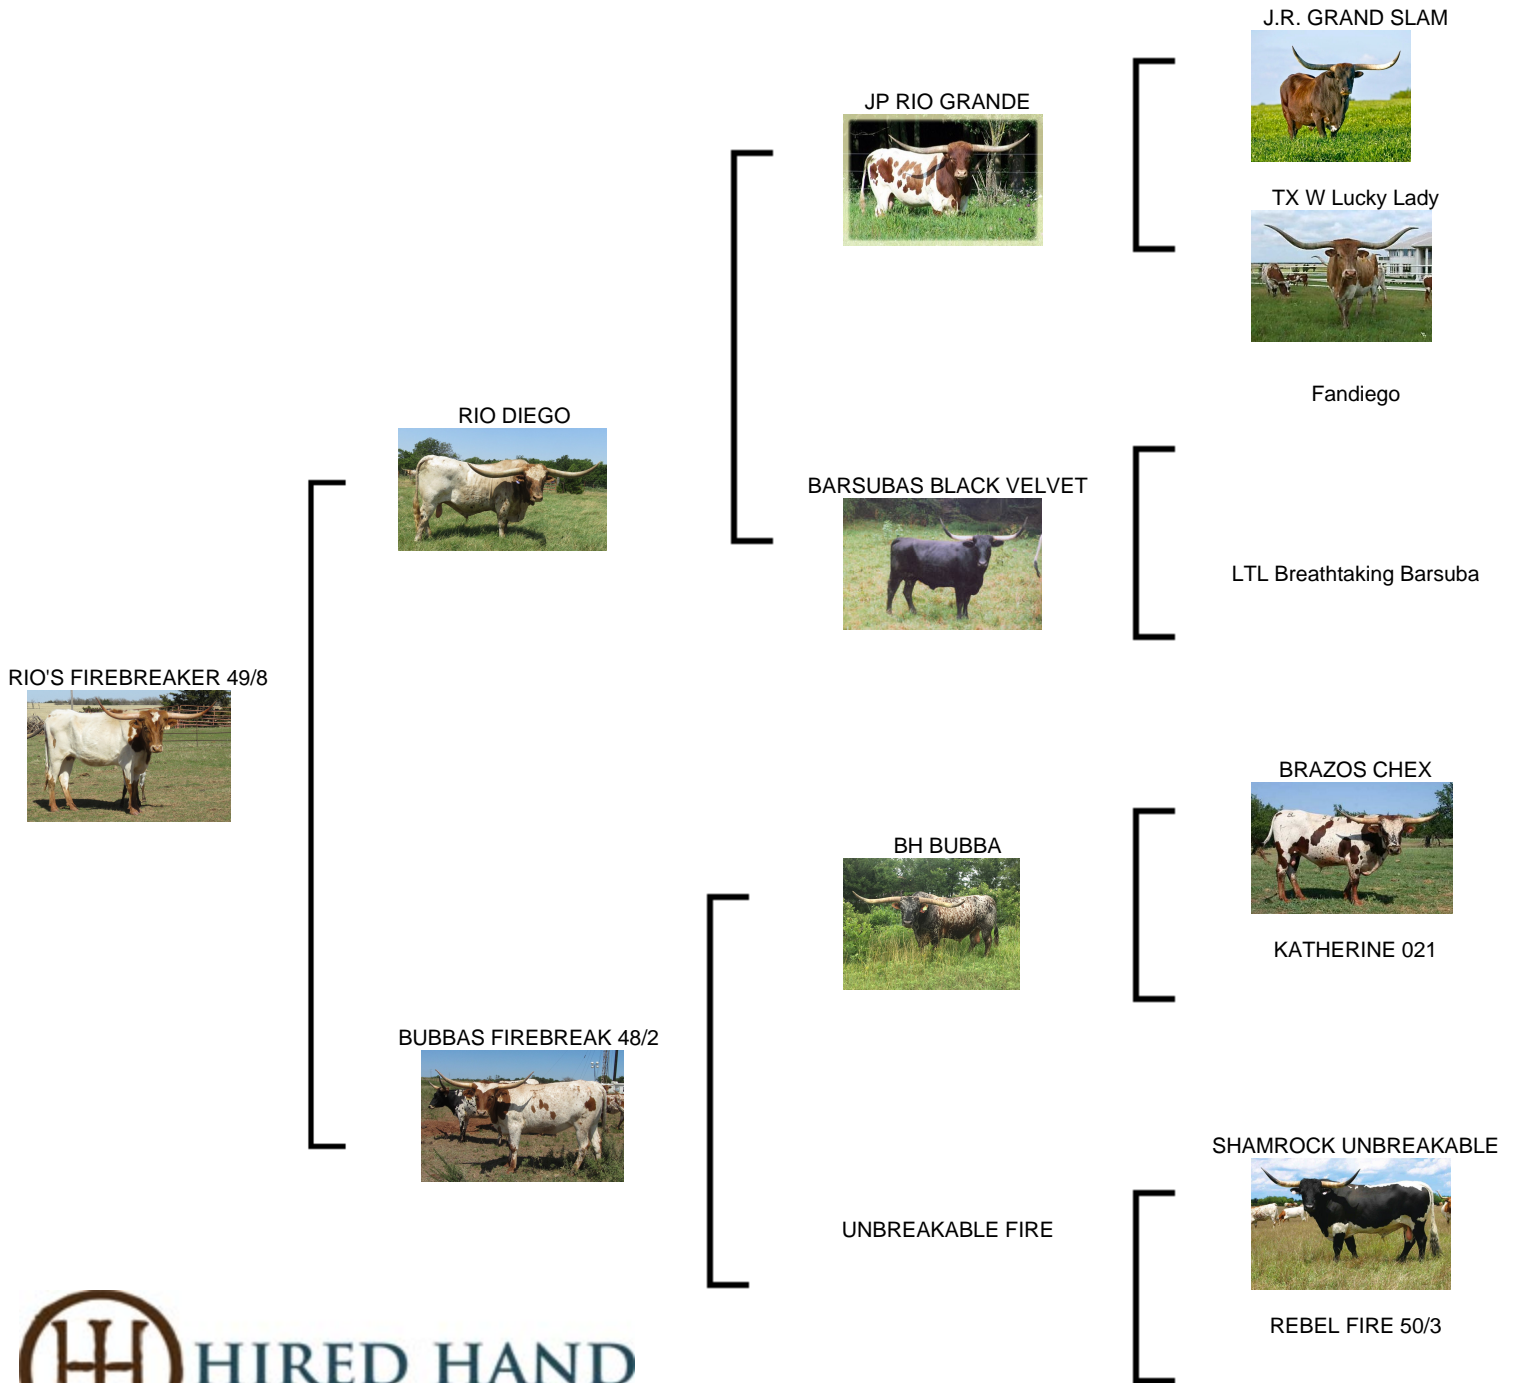 J.R. GRAND SLAM
JP RIO GRANDE
TX W Lucky Lady
Fandiego
RIO DIEGO
BARSUBAS BLACK VELVET
LTL Breathtaking Barsuba
RIO'S FIREBREAKER 49/8
BRAZOS CHEX
BH BUBBA
KATHERINE 021
BUBBAS FIREBREAK 48/2
SHAMROCK UNBREAKABLE
UNBREAKABLE FIRE
REBEL FIRE 50/3
HIRED HAND